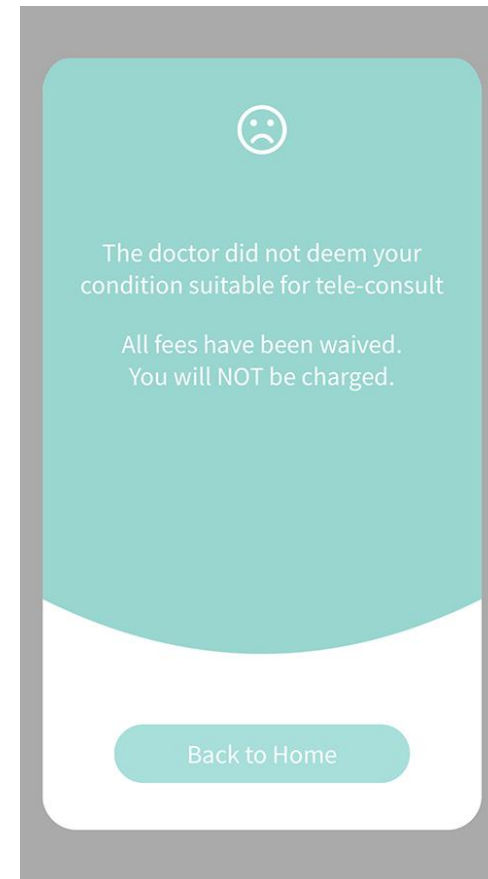 The doctor did not deem your
condition suitable for tele-consult
All fees have been waived.
You will NOT be charged.
Back to Home